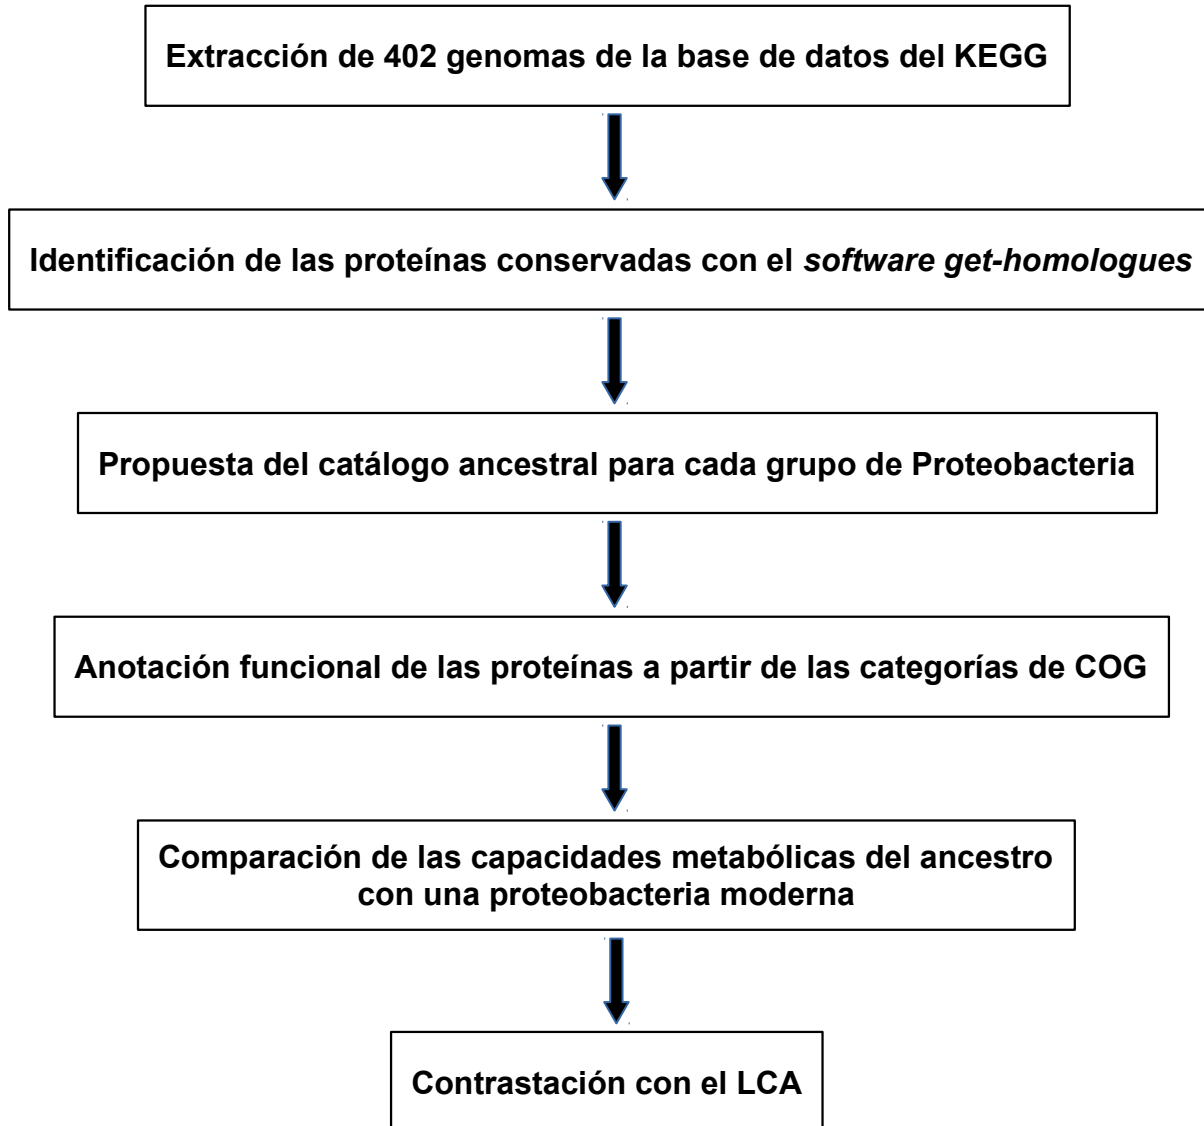 Extracción de 402 genomas de la base de datos del KEGG
Identificación de las proteínas conservadas con el software get-homologues
Propuesta del catálogo ancestral para cada grupo de Proteobacteria
Anotación funcional de las proteínas a partir de las categorías de COG
Comparación de las capacidades metabólicas del ancestro
con una proteobacteria moderna
Contrastación con el LCA